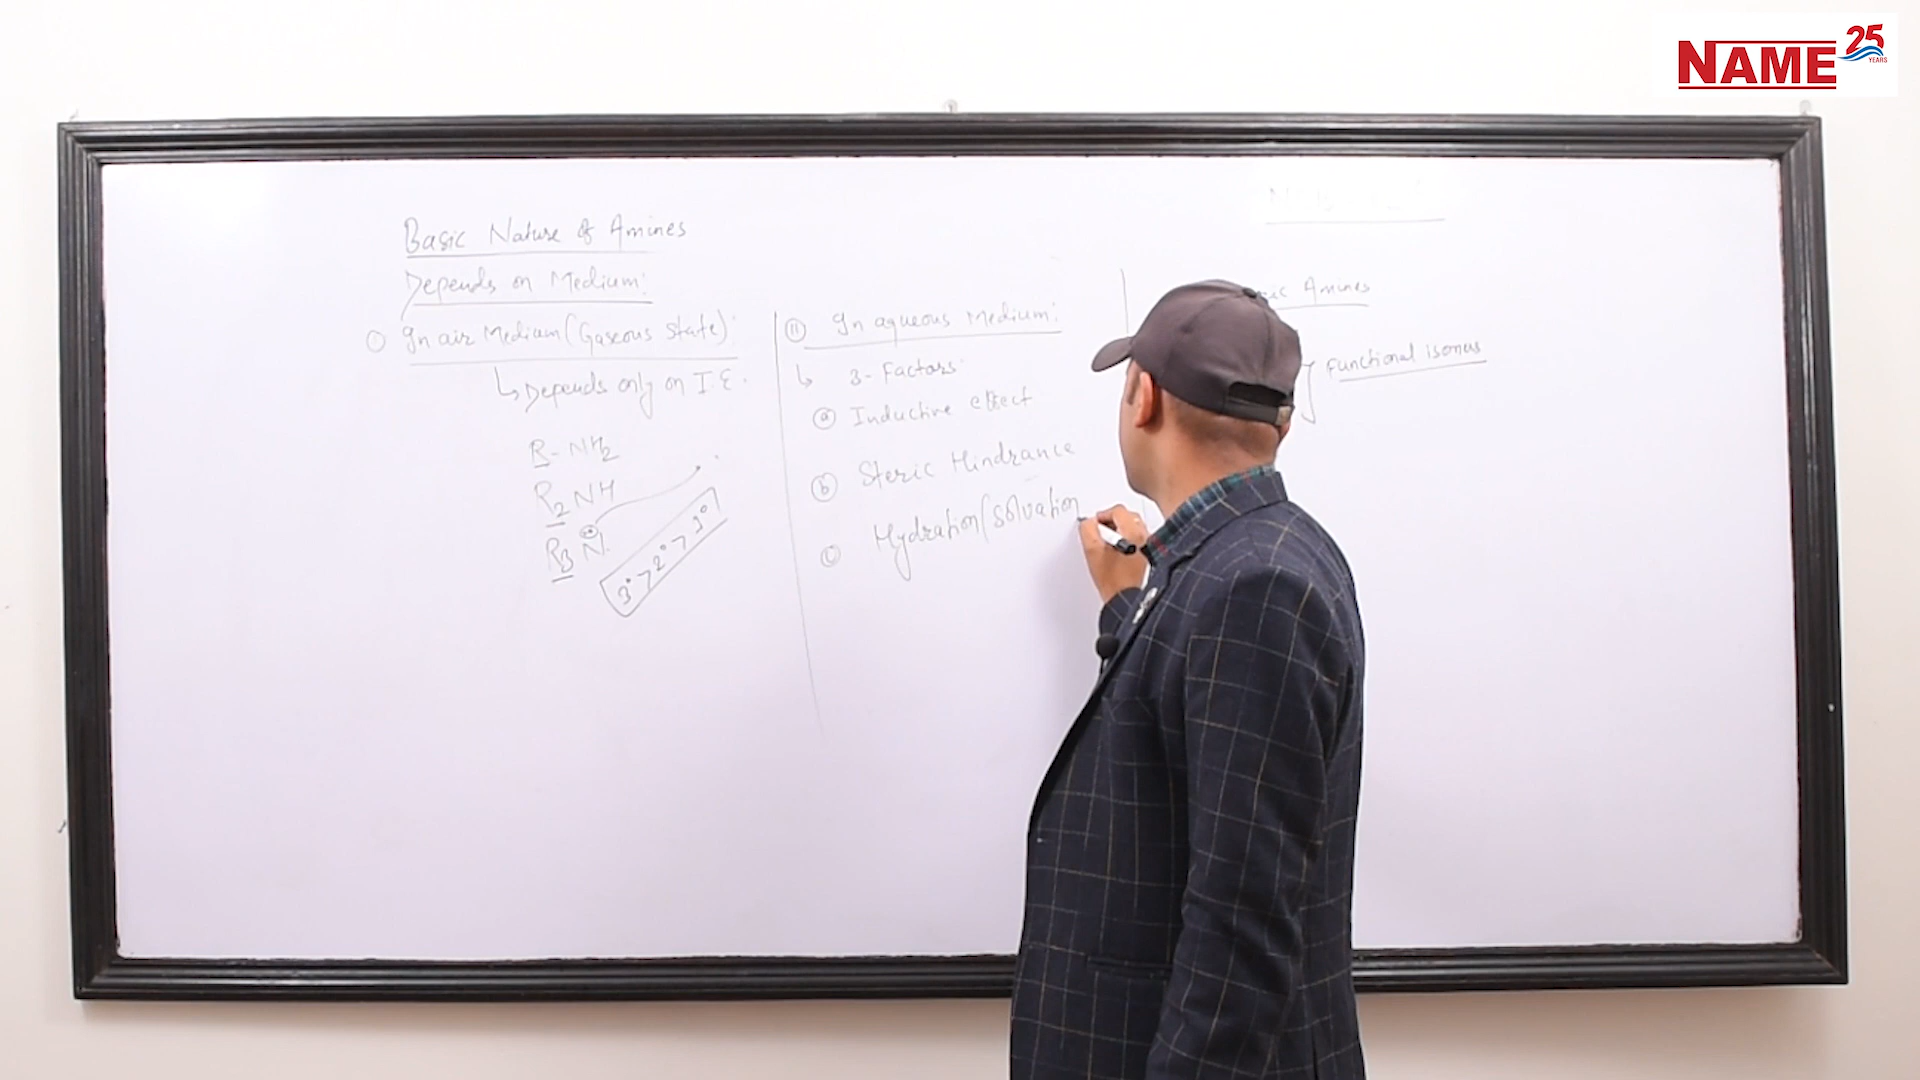 NAME 25 YEARS
Basic Nature of Amines
Depends on Medium:
(I) In air Medium (Gaseous State):
↳ Depends only on I.E.
R-NH2
R2NH
R3N̈
3° > 2° > 1°
(II) In aqueous Medium:
↳ 3-Factors:
(a) Inductive effect
(b) Steric Hindrance
(c) Hydration (Solvation
Amines
} Functional isomers